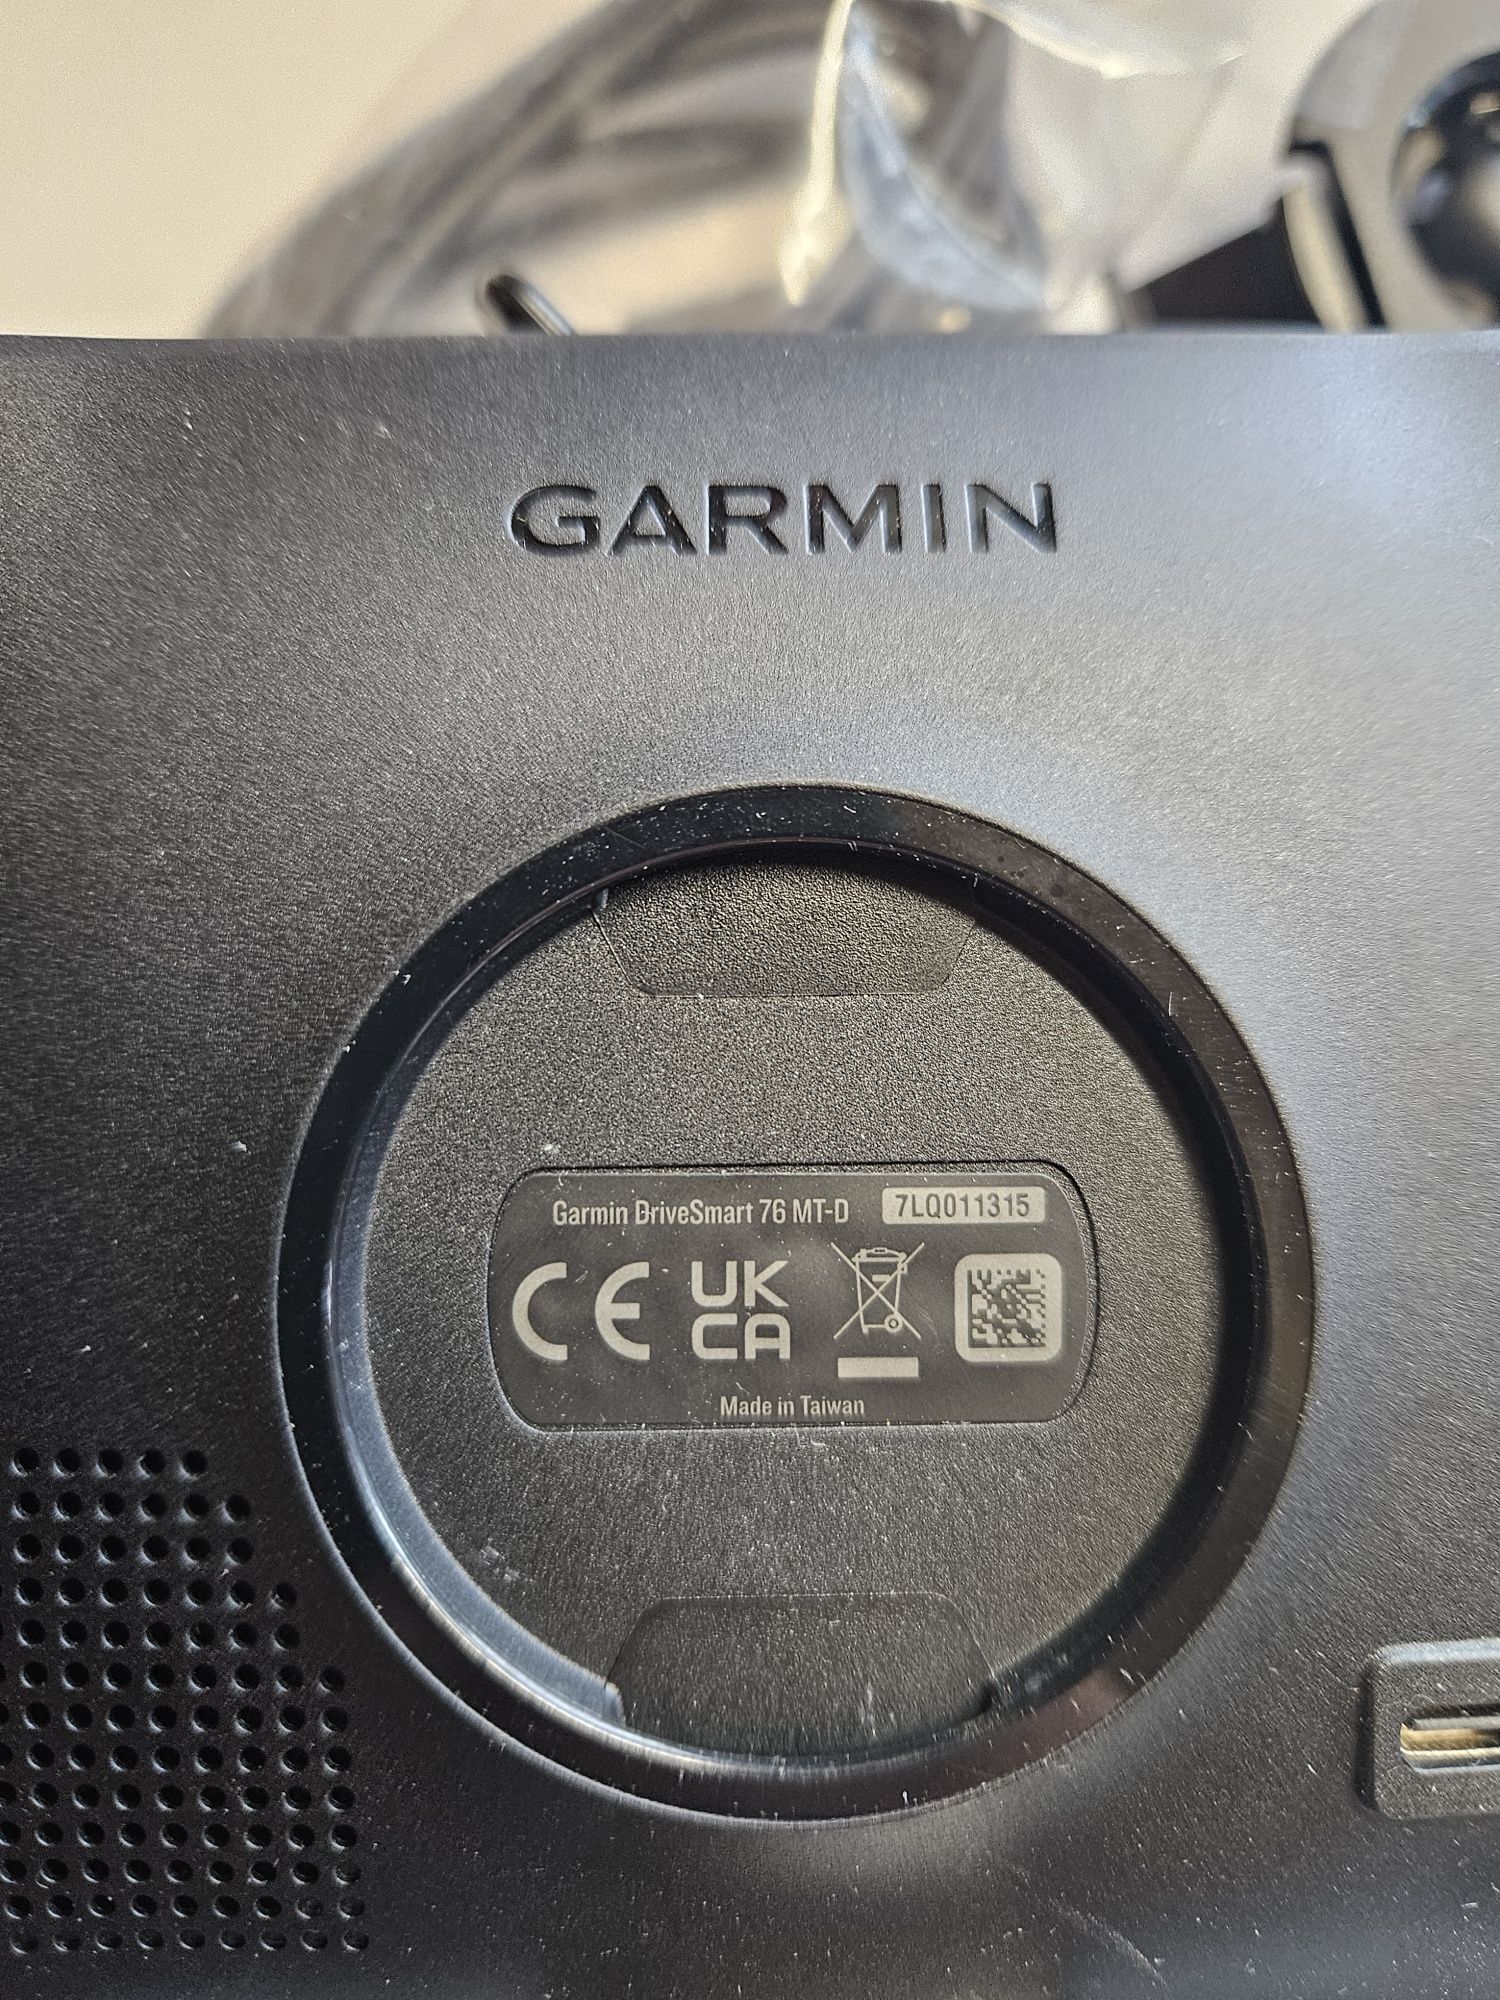 GARMIN
Garmin DriveSmart 76 MT-D 7LQ011315
CE UK
CA
Made in Taiwan